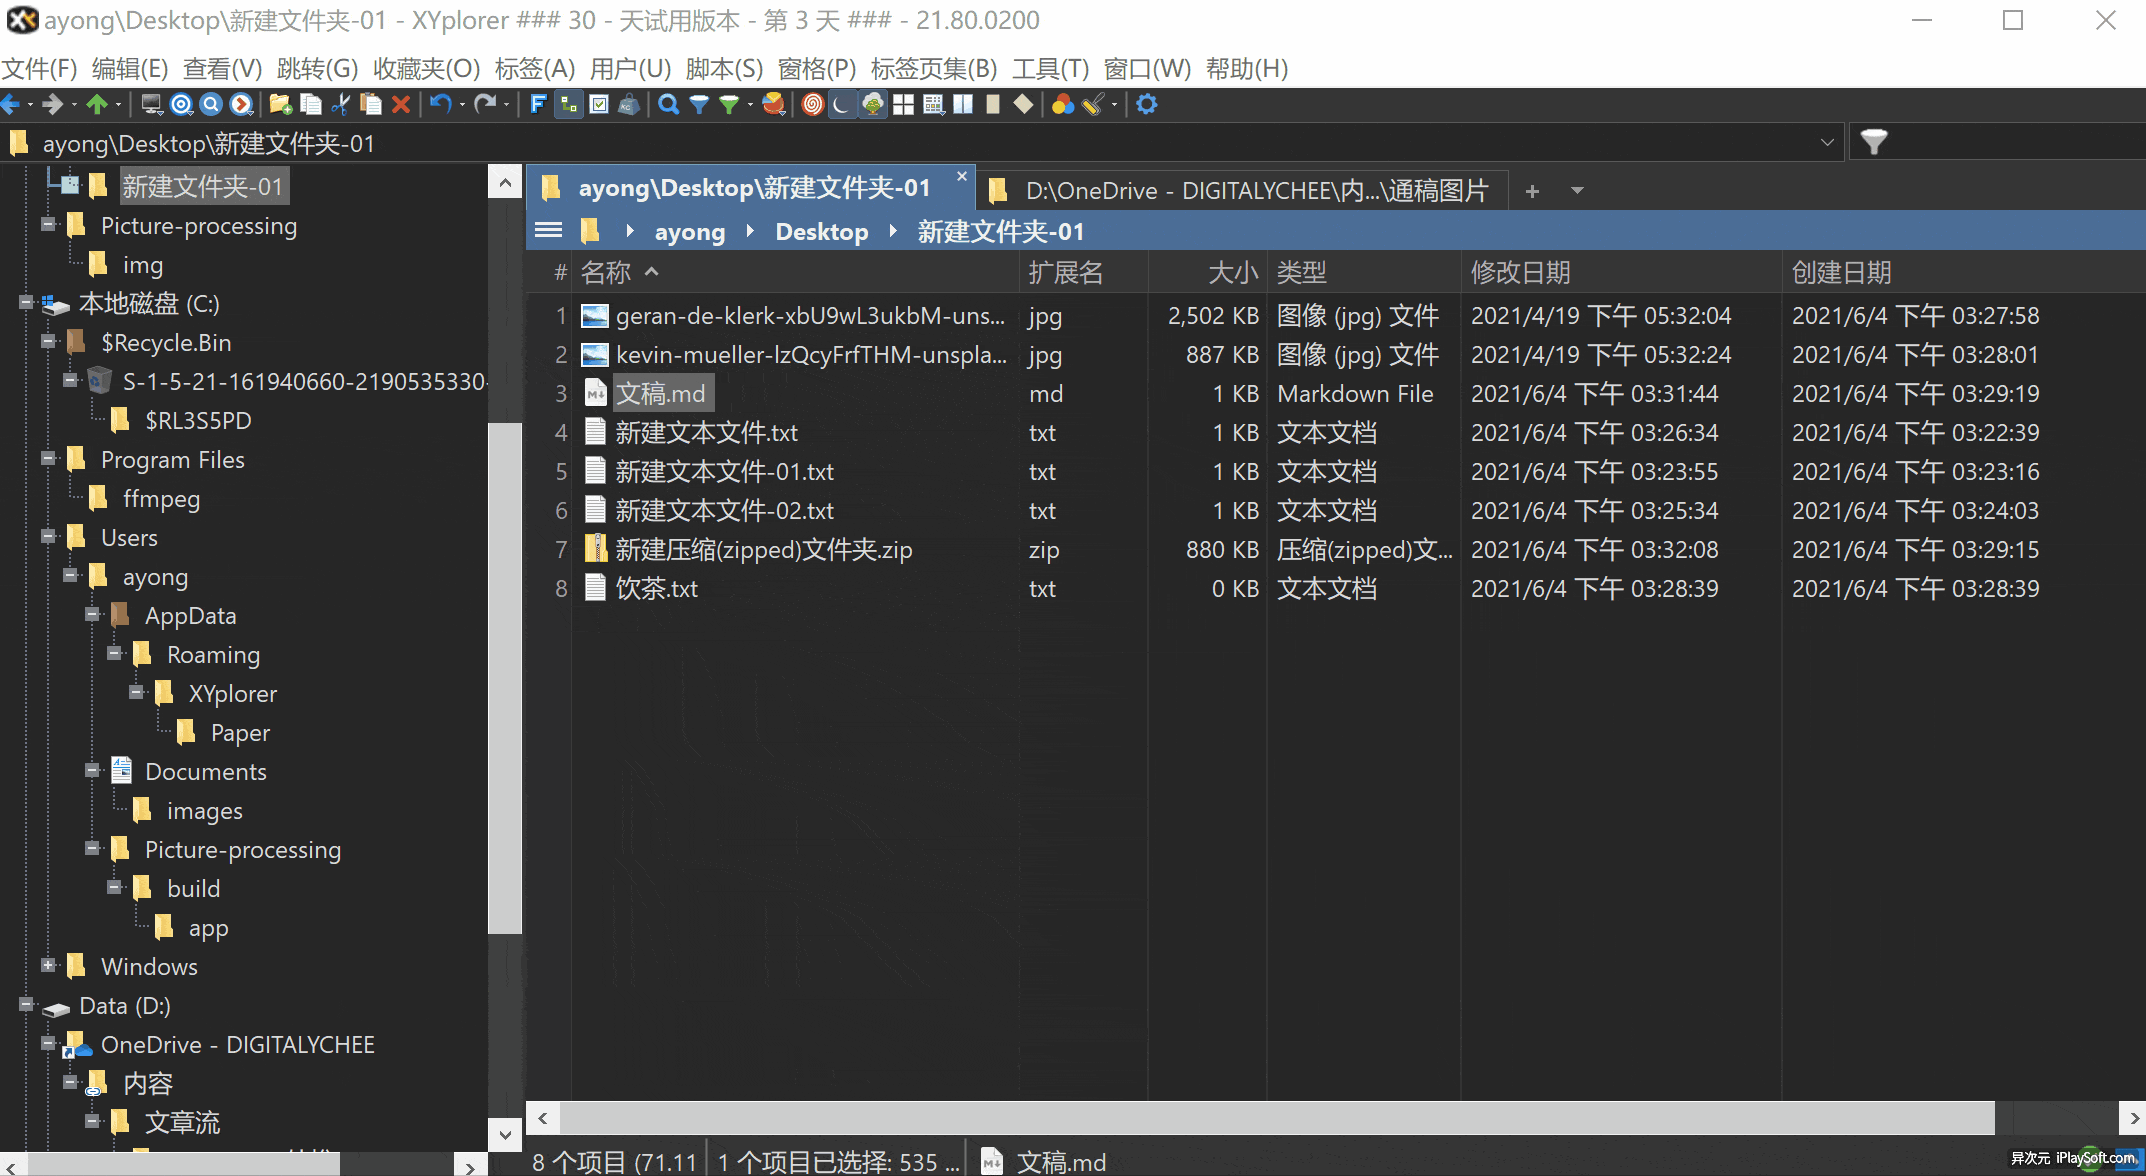 ayong\Desktop\新建文件夹-01 - XYplorer ### 30 - 天试用版本 - 第 3 天 ### - 21.80.0200
文件(F) 编辑(E) 查看(V) 跳转(G) 收藏夹(O) 标签(A) 用户(U) 脚本(S) 窗格(P) 标签页集(B) 工具(T) 窗口(W) 帮助(H)
ayong\Desktop\新建文件夹-01
新建文件夹-01
Picture-processing
img
本地磁盘 (C:)
$Recycle.Bin
S-1-5-21-161940660-2190535330-
$RL3S5PD
Program Files
ffmpeg
Users
ayong
AppData
Roaming
XYplorer
Paper
Documents
images
Picture-processing
build
app
Windows
Data (D:)
OneDrive - DIGITALYCHEE
内容
文章流
ayong\Desktop\新建文件夹-01 D:\OneDrive - DIGITALYCHEE\内...\通稿图片
ayong Desktop 新建文件夹-01
# 名称 扩展名 大小 类型 修改日期 创建日期
1 geran-de-klerk-xbU9wL3ukbM-uns... jpg 2,502 KB 图像 (jpg) 文件 2021/4/19 下午 05:32:04 2021/6/4 下午 03:27:58
2 kevin-mueller-lzQcyFrfTHM-unspla... jpg 887 KB 图像 (jpg) 文件 2021/4/19 下午 05:32:24 2021/6/4 下午 03:28:01
3 文稿.md md 1 KB Markdown File 2021/6/4 下午 03:31:44 2021/6/4 下午 03:29:19
4 新建文本文件.txt txt 1 KB 文本文档 2021/6/4 下午 03:26:34 2021/6/4 下午 03:22:39
5 新建文本文件-01.txt txt 1 KB 文本文档 2021/6/4 下午 03:23:55 2021/6/4 下午 03:23:16
6 新建文本文件-02.txt txt 1 KB 文本文档 2021/6/4 下午 03:25:34 2021/6/4 下午 03:24:03
7 新建压缩(zipped)文件夹.zip zip 880 KB 压缩(zipped)文... 2021/6/4 下午 03:32:08 2021/6/4 下午 03:29:15
8 饮茶.txt txt 0 KB 文本文档 2021/6/4 下午 03:28:39 2021/6/4 下午 03:28:39
8 个项目 (71.11 1 个项目已选择: 535 ... 文稿.md
异次元 iPlaySoft.com